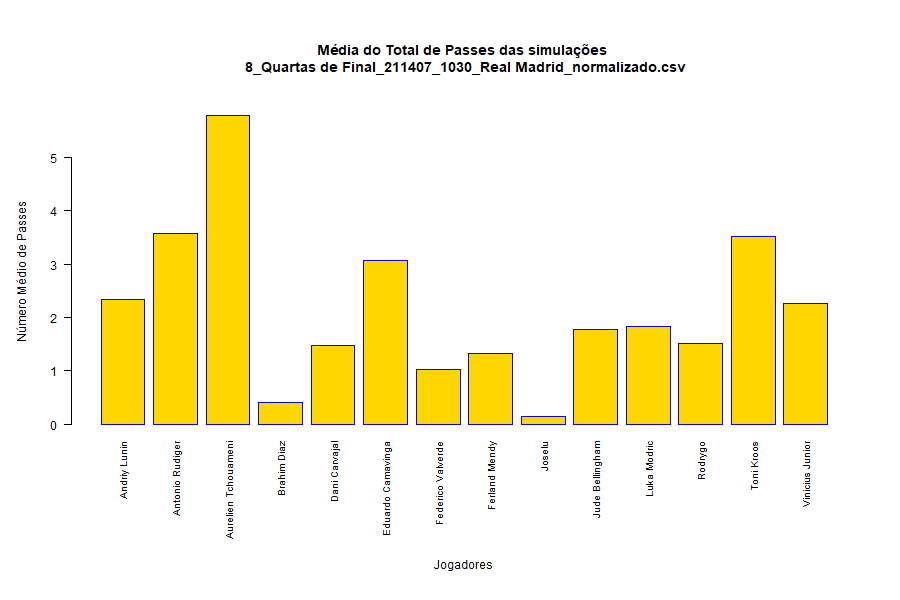 Média do Total de Passes das simulações
8_Quartas de Final_211407_1030_Real Madrid_normalizado.csv
Número Médio de Passes
5
4
3
2
1
0
Andriy Lunin
Antonio Rudiger
Aurelien Tchouameni
Brahim Diaz
Dani Carvajal
Eduardo Camavinga
Federico Valverde
Ferland Mendy
Joselu
Jude Bellingham
Luka Modric
Rodrygo
Toni Kroos
Vinicius Junior
Jogadores